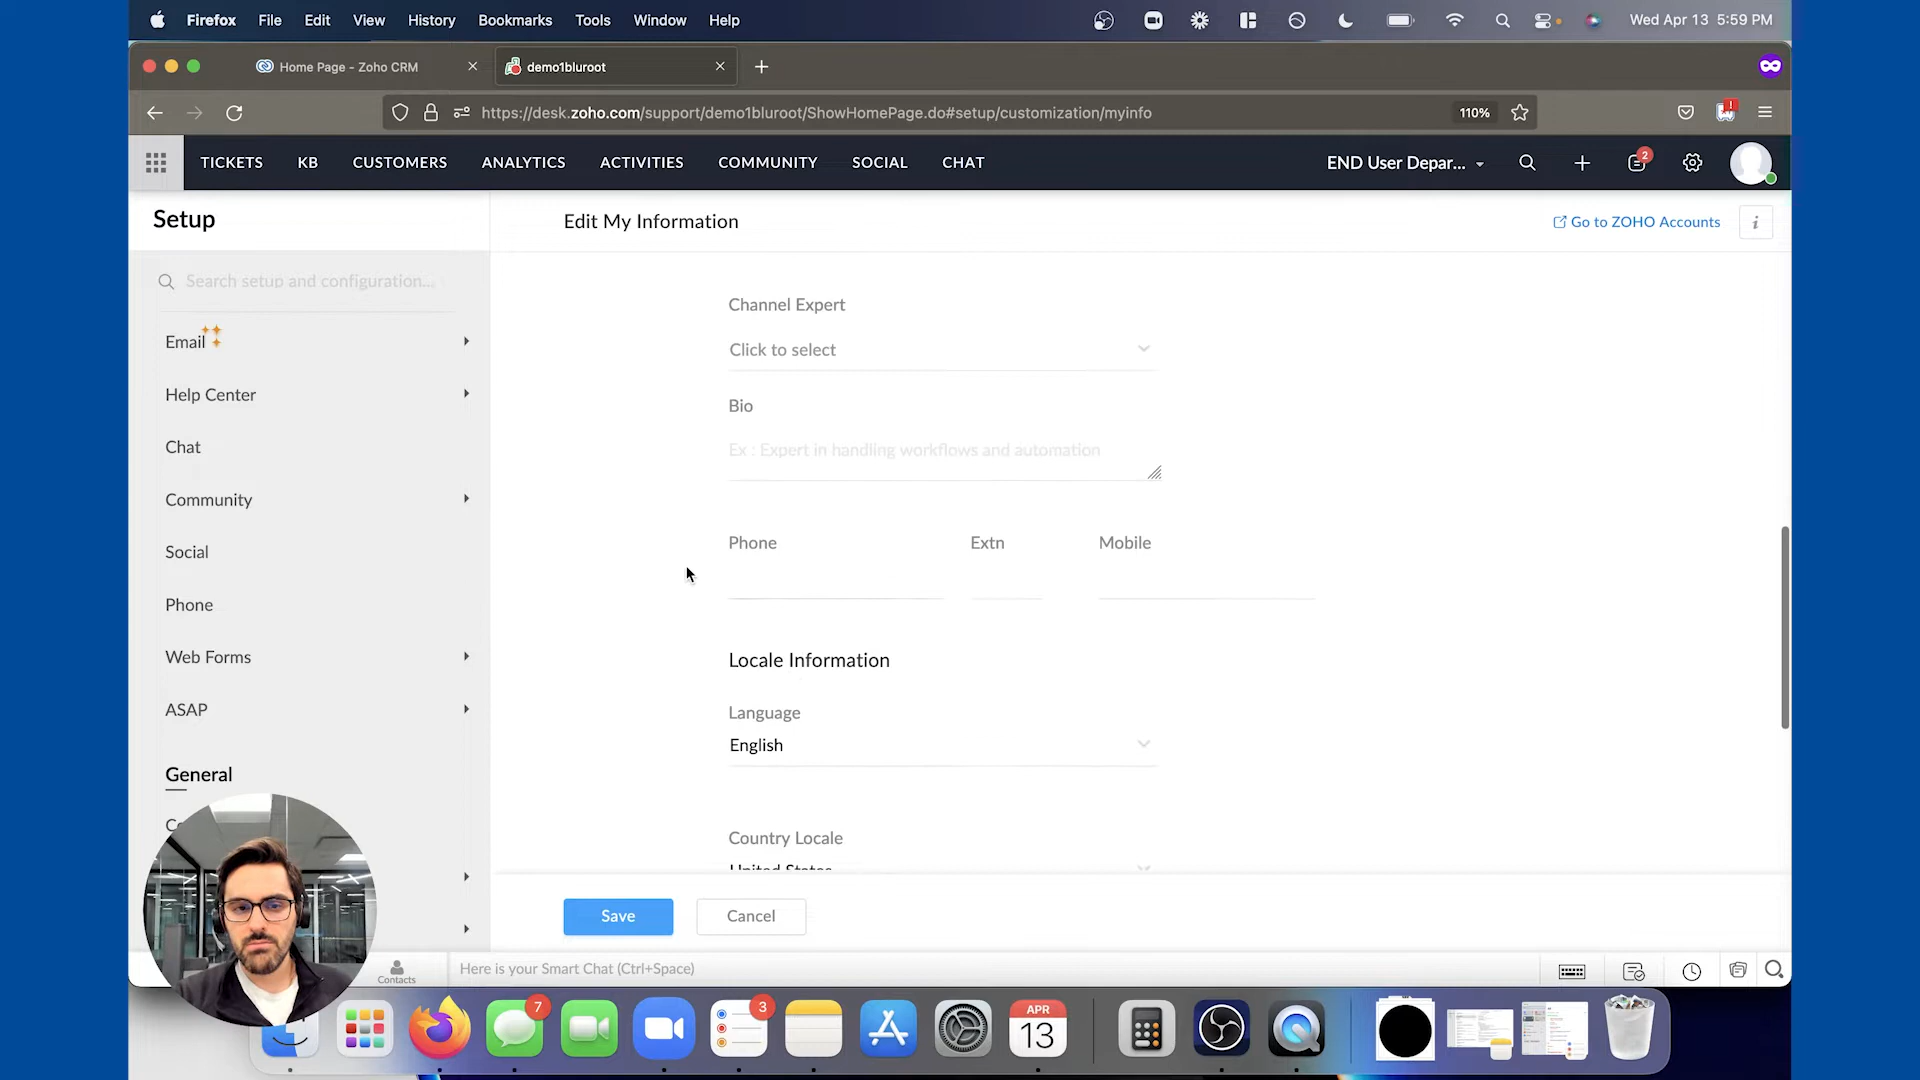 Firefox File Edit View History Bookmarks Tools Window Help Wed Apr 13 5:59 PM
Home Page - Zoho CRM demo1bluroot
https://desk.zoho.com/support/demo1bluroot/ShowHomePage.do#setup/customization/myinfo 110%
TICKETS KB CUSTOMERS ANALYTICS ACTIVITIES COMMUNITY SOCIAL CHAT END User Depar... 2
Setup
Edit My Information
Go to ZOHO Accounts
Search setup and configuration...
Email
Help Center
Chat
Community
Social
Phone
Web Forms
ASAP
General
Channel Expert
Click to select
Bio
Ex : Expert in handling workflows and automation
Phone Extn Mobile
Locale Information
Language
English
Country Locale
United States
Save Cancel
Contacts
Here is your Smart Chat (Ctrl+Space)
7
3
APR
13